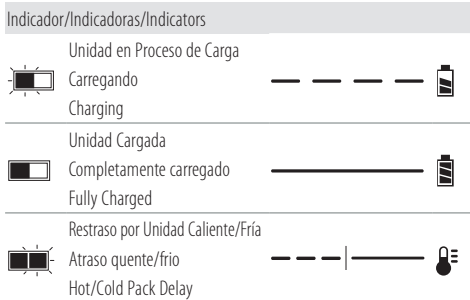 Indicador/Indicadoras/Indicators
Unidad en Proceso de Carga
Carregando
Charging
Unidad Cargada
Completamente carregado
Fully Charged
Restraso por Unidad Caliente/Fría
Atraso quente/frio
Hot/Cold Pack Delay